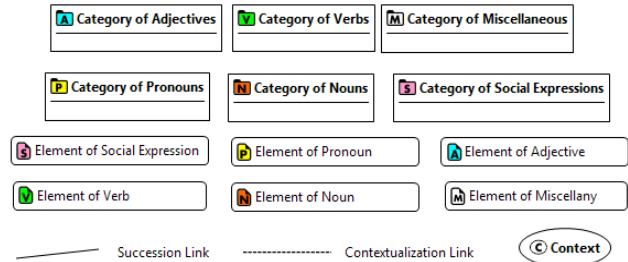 A Category of Adjectives V Category of Verbs M Category of Miscellaneous
P Category of Pronouns N Category of Nouns S Category of Social Expressions
S Element of Social Expression P Element of Pronoun A Element of Adjective
V Element of Verb N Element of Noun M Element of Miscellany
Succession Link Contextualization Link C Context